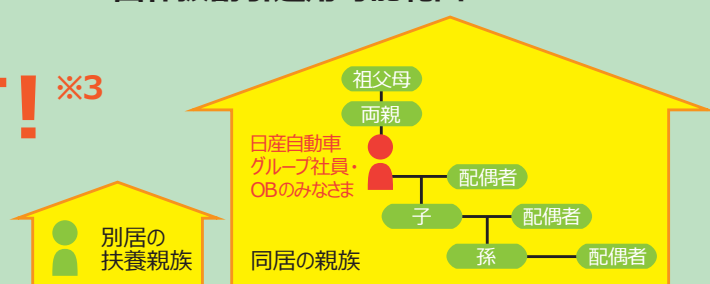 ！※3
祖父母
両親
日産自動車
グループ社員・
OBのみなさま
配偶者
子
配偶者
孫
配偶者
同居の親族
別居の
扶養親族